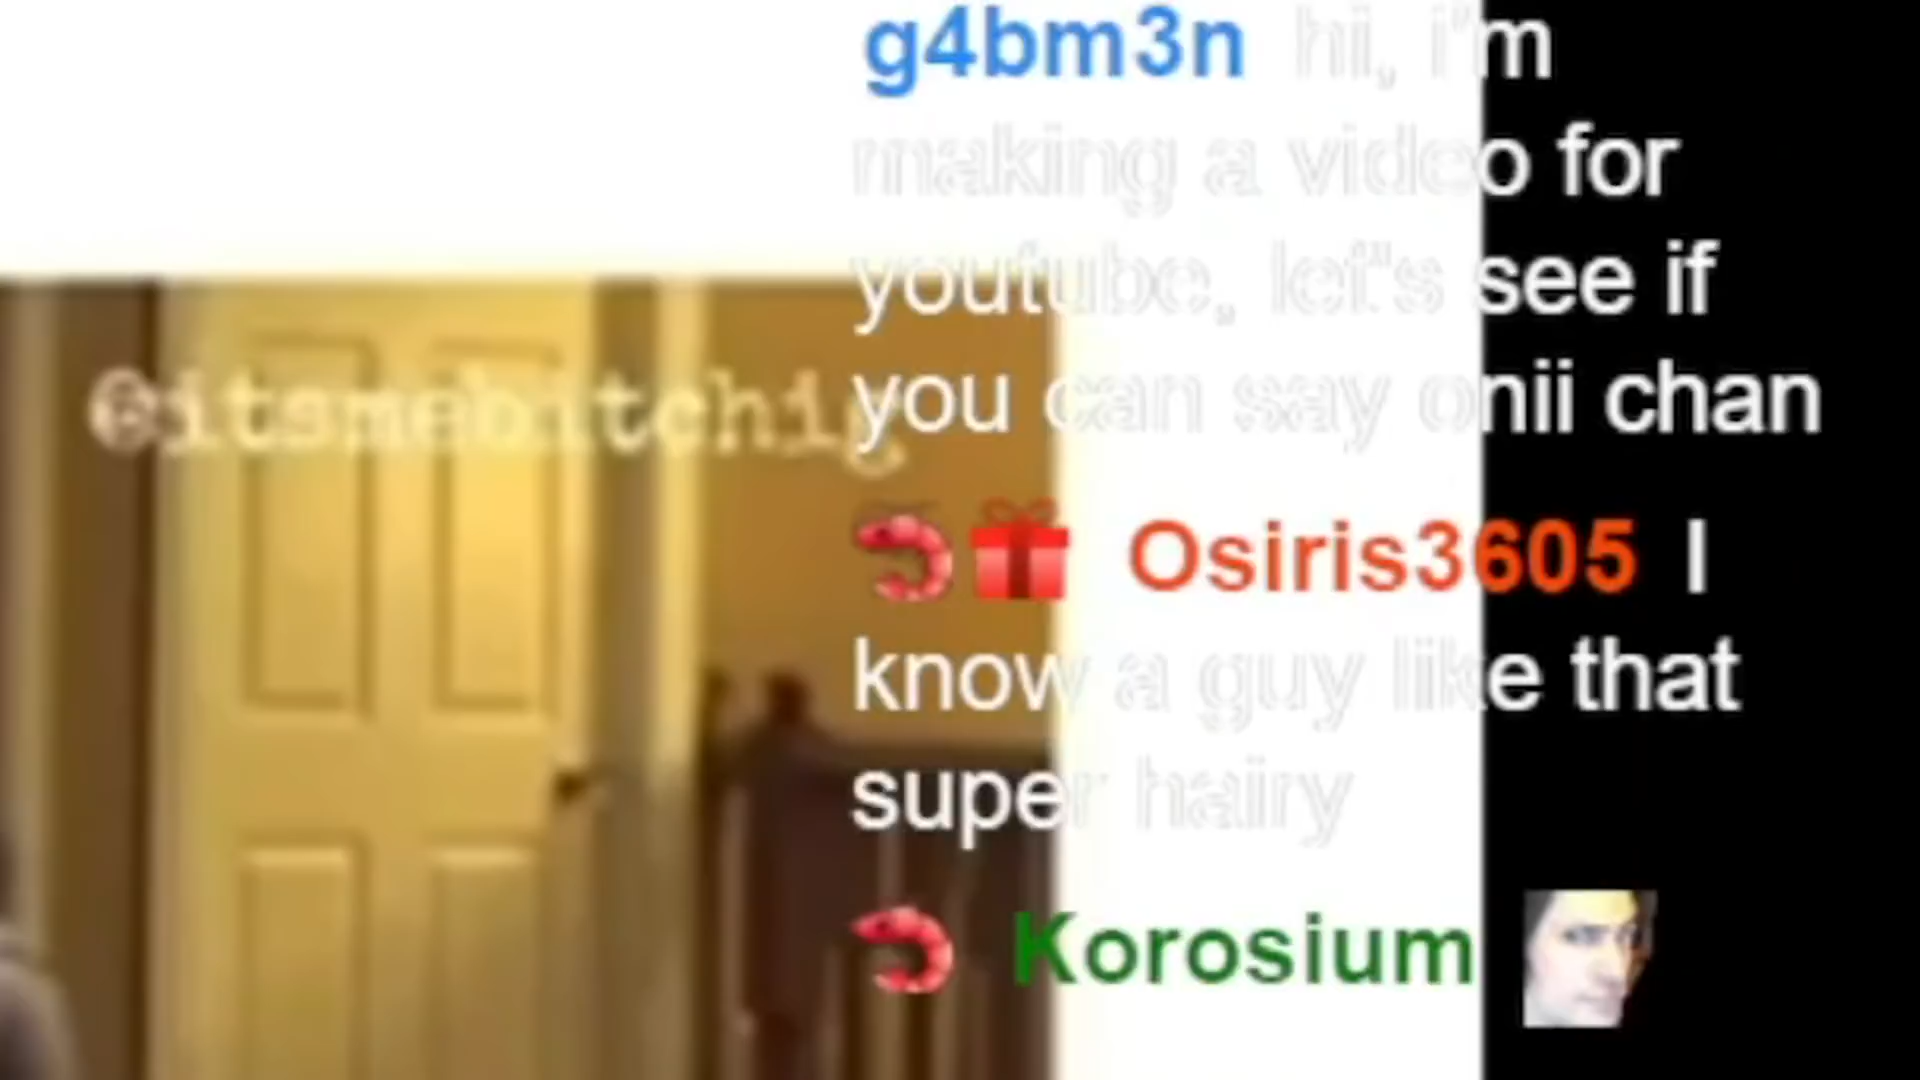 g4bm3n hi, i'm
making a video for
youtube, let's see if
you can say onii chan
@itsmebitchig
Osiris3605 I
know a guy like that
super hairy
Korosium